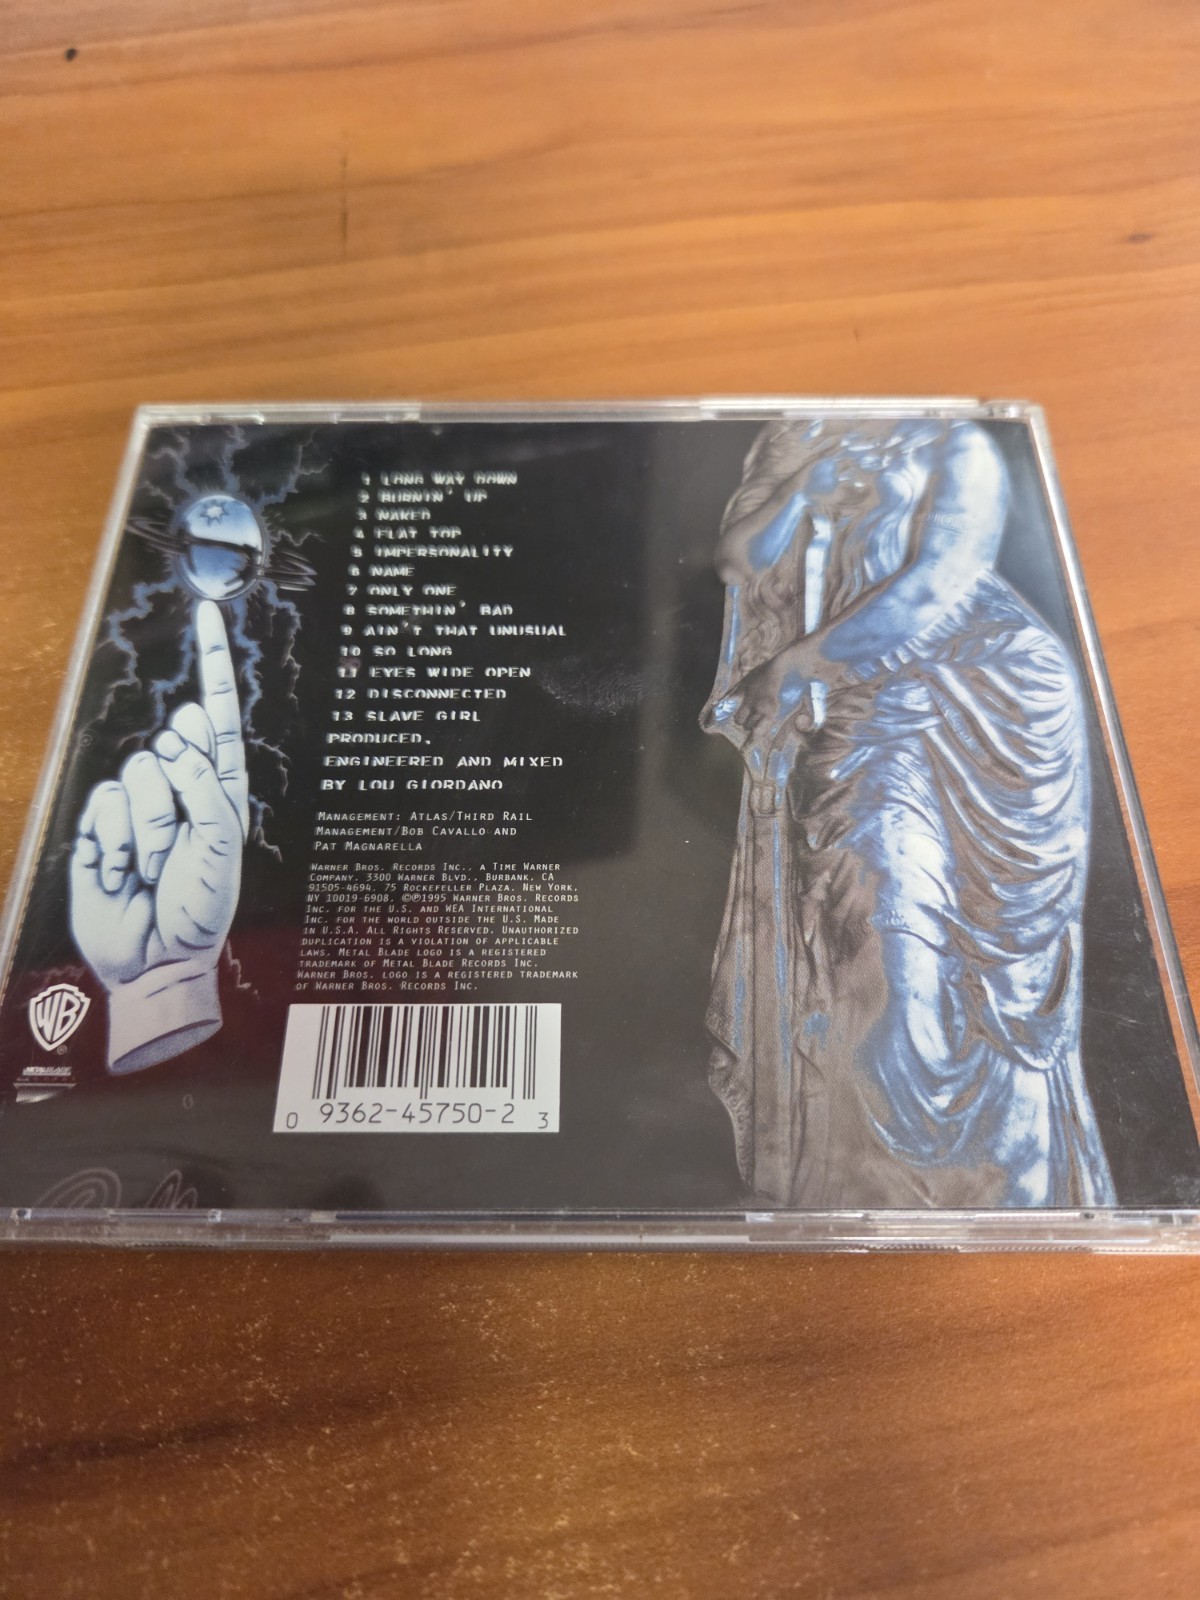 1 LONG WAY DOWN
2 BURNIN' UP
3 NAKED
4 FLAT TOP
5 IMPERSONALITY
6 NAME
7 ONLY ONE
8 SOMETHIN' BAD
9 AIN'T THAT UNUSUAL
10 SO LONG
11 EYES WIDE OPEN
12 DISCONNECTED
13 SLAVE GIRL
PRODUCED,
ENGINEERED AND MIXED
BY LOU GIORDANO
MANAGEMENT: ATLAS/THIRD RAIL
MANAGEMENT/BOB CAVALLO AND
PAT MAGNARELLA
WARNER BROS. RECORDS INC., A TIME WARNER
COMPANY. 3300 WARNER BLVD., BURBANK, CA
91505-4694. 75 ROCKEFELLER PLAZA, NEW YORK,
NY 10019-6908. ©℗1995 WARNER BROS. RECORDS
INC. FOR THE U.S. AND WEA INTERNATIONAL
INC. FOR THE WORLD OUTSIDE THE U.S. MADE
IN U.S.A. ALL RIGHTS RESERVED. UNAUTHORIZED
DUPLICATION IS A VIOLATION OF APPLICABLE
LAWS. METAL BLADE LOGO IS A REGISTERED
TRADEMARK OF METAL BLADE RECORDS INC.
WARNER BROS. LOGO IS A REGISTERED TRADEMARK
OF WARNER BROS. RECORDS INC.
WB
®
METAL BLADE
0 9362-45750-2 3